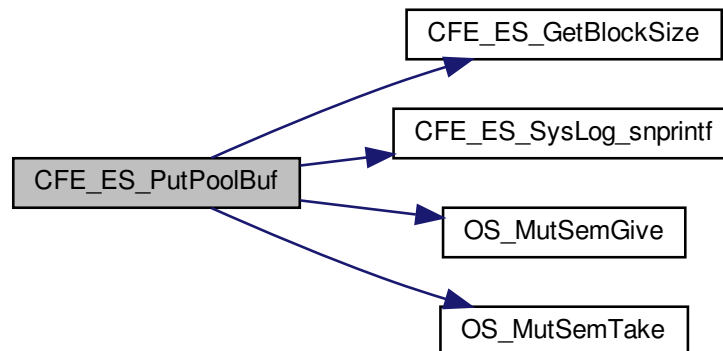 CFE_ES_GetBlockSize
CFE_ES_SysLog_snprintf
CFE_ES_PutPoolBuf
OS_MutSemGive
OS_MutSemTake